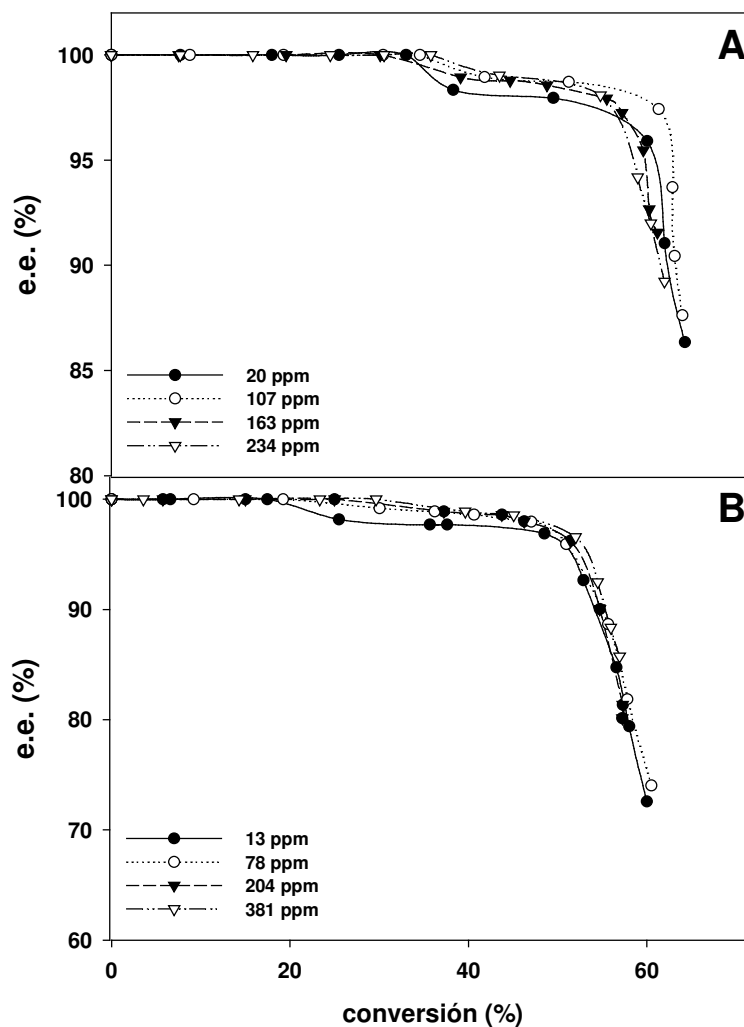 A
100
95
90
85
80
e.e. (%)
20 ppm
107 ppm
163 ppm
234 ppm
B
100
90
80
70
60
e.e. (%)
13 ppm
78 ppm
204 ppm
381 ppm
0 20 40 60
conversión (%)